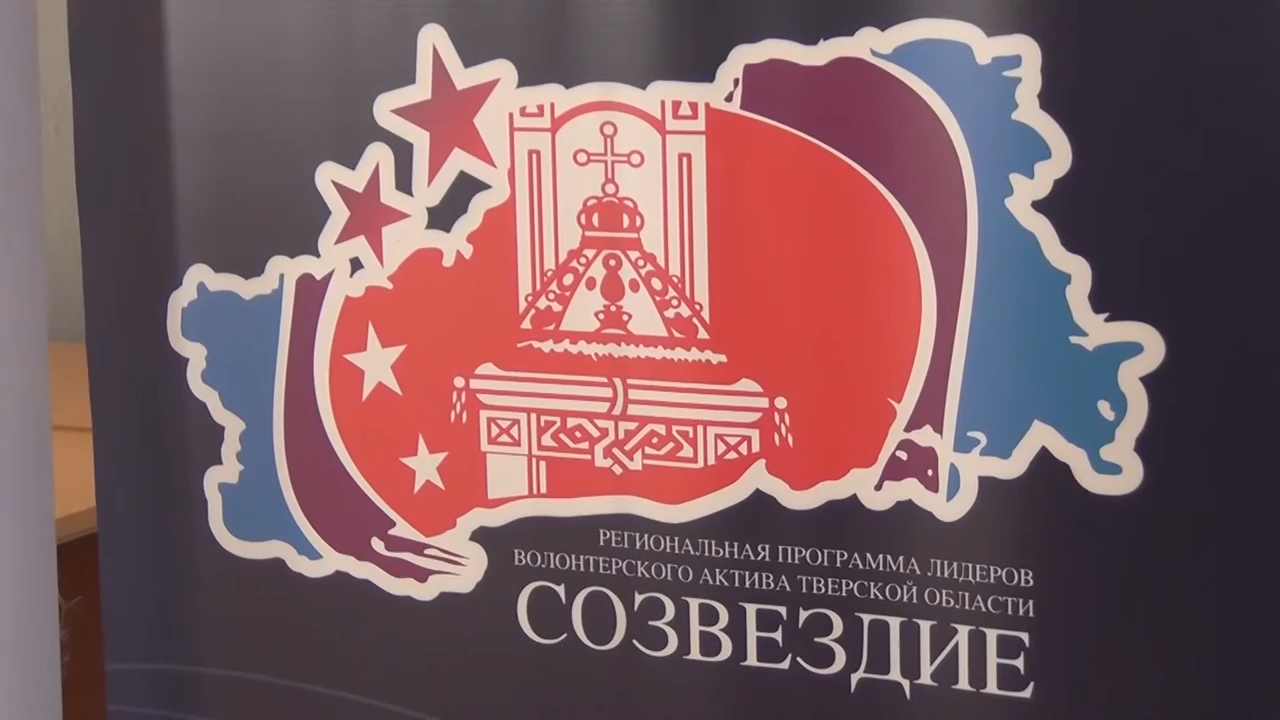 РЕГИОНАЛЬНАЯ ПРОГРАММА ЛИДЕРОВ
ВОЛОНТЕРСКОГО АКТИВА ТВЕРСКОЙ ОБЛАСТИ
СОЗВЕЗДИЕ